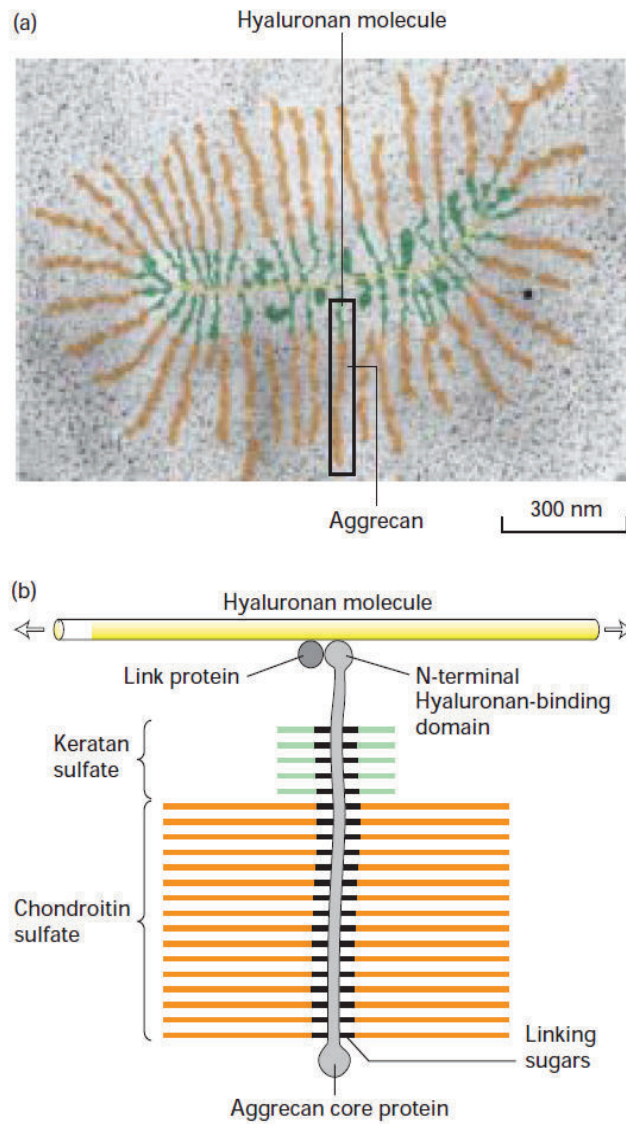 (a)
Hyaluronan molecule
Aggrecan
300 nm
(b)
Hyaluronan molecule
Link protein
N-terminal
Hyaluronan-binding
domain
Keratan
sulfate
Chondroitin
sulfate
Linking
sugars
Aggrecan core protein